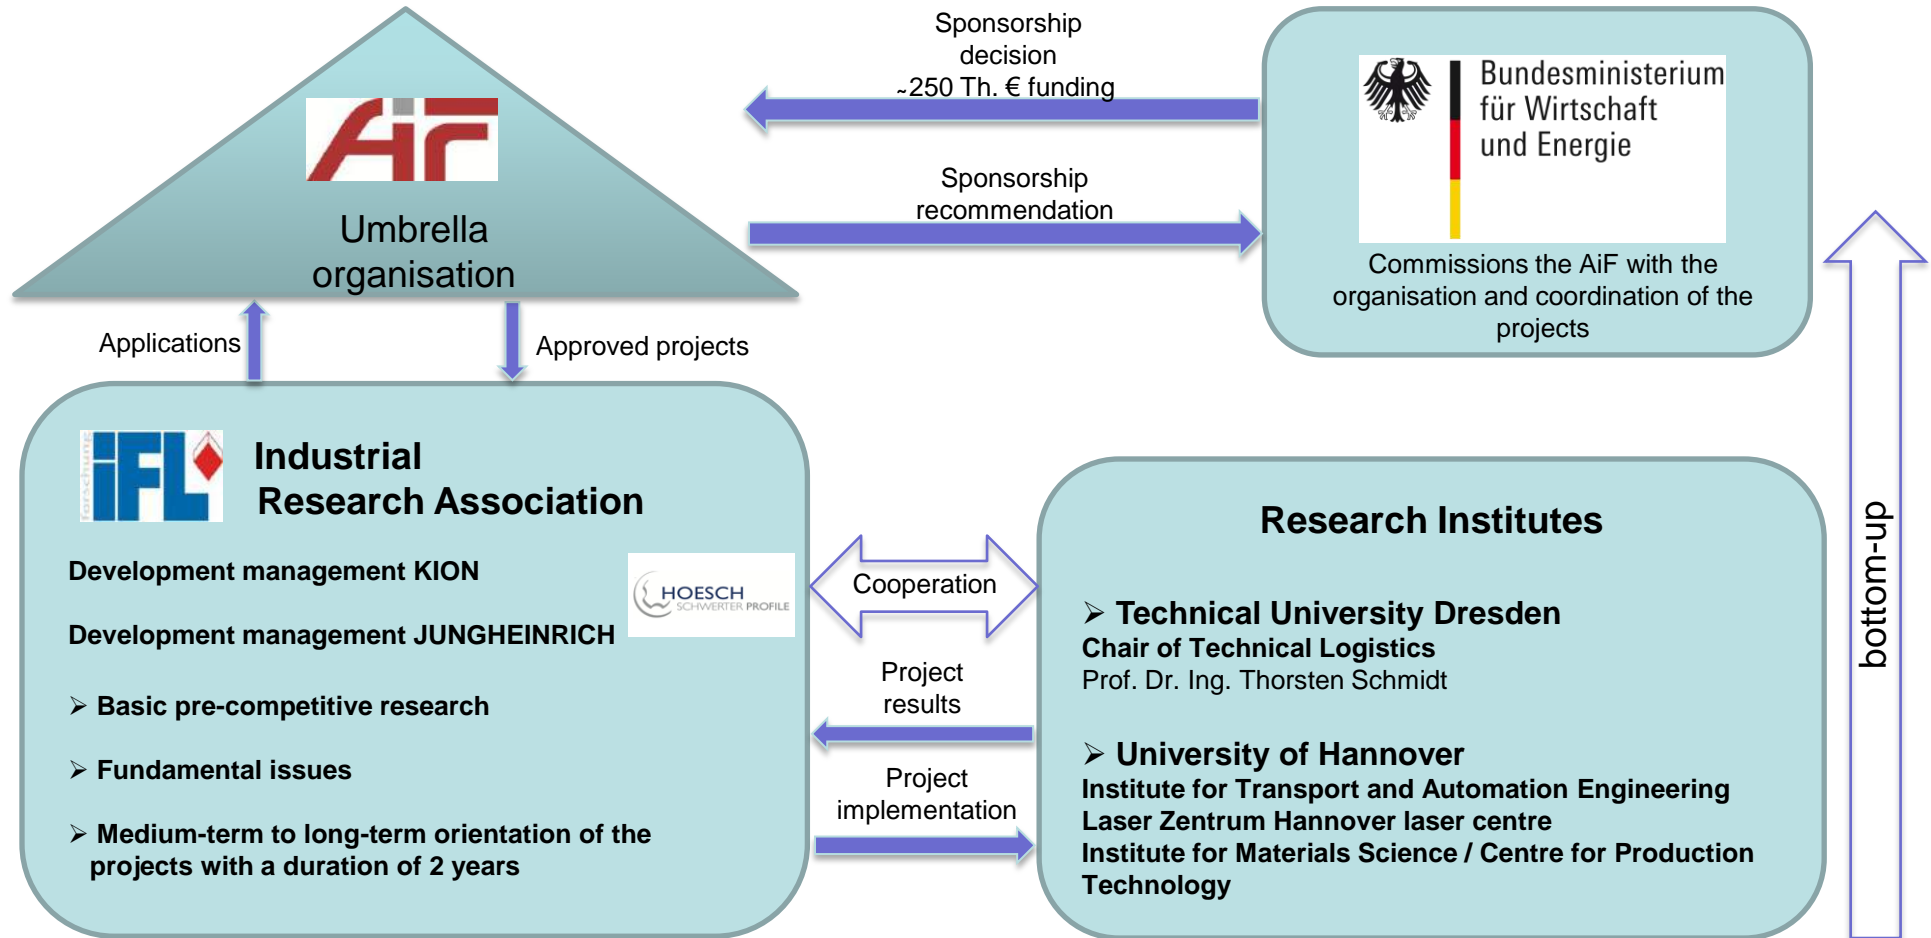 AiF
Umbrella
organisation
Sponsorship
decision
~250 Th. € funding
Sponsorship
recommendation
Bundesministerium
für Wirtschaft
und Energie
Commissions the AiF with the
organisation and coordination of the
projects
Applications
Approved projects
forschung
iFL
Industrial
Research Association
Development management KION
Development management JUNGHEINRICH
HOESCH
SCHWERTER PROFILE
➢ Basic pre-competitive research
➢ Fundamental issues
➢ Medium-term to long-term orientation of the
projects with a duration of 2 years
Cooperation
Project
results
Project
implementation
Research Institutes
➢ Technical University Dresden
Chair of Technical Logistics
Prof. Dr. Ing. Thorsten Schmidt
➢ University of Hannover
Institute for Transport and Automation Engineering
Laser Zentrum Hannover laser centre
Institute for Materials Science / Centre for Production
Technology
bottom-up